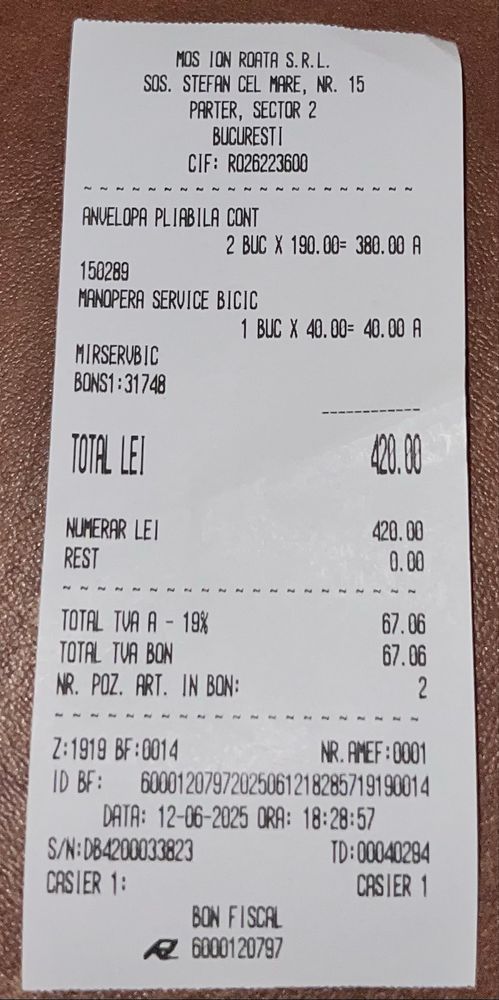 MOS ION ROATA S.R.L.
SOS. STEFAN CEL MARE, NR. 15
PARTER, SECTOR 2
BUCURESTI
CIF: RO26223600
~ ~ ~ ~ ~ ~ ~ ~ ~ ~ ~ ~ ~ ~ ~ ~ ~ ~ ~ ~
ANVELOPA PLIABILA CONT
2 BUC X 190.00= 380.00 A
150289
MANOPERA SERVICE BICIC
1 BUC X 40.00= 40.00 A
MIRSERVBIC
BONS1:31748
------------
TOTAL LEI 420.00
NUMERAR LEI 420.00
REST 0.00
~ ~ ~ ~ ~ ~ ~ ~ ~ ~ ~ ~ ~ ~ ~ ~ ~ ~ ~ ~
TOTAL TVA A - 19% 67.06
TOTAL TVA BON 67.06
NR. POZ. ART. IN BON: 2
~ ~ ~ ~ ~ ~ ~ ~ ~ ~ ~ ~ ~ ~ ~ ~ ~ ~ ~ ~
Z:1919 BF:0014 NR.AMEF:0001
ID BF: 60001207972025061218285719190014
DATA: 12-06-2025 ORA: 18:28:57
S/N:DB4200033823 TD:00040284
CASIER 1: CASIER 1
BON FISCAL
6000120797